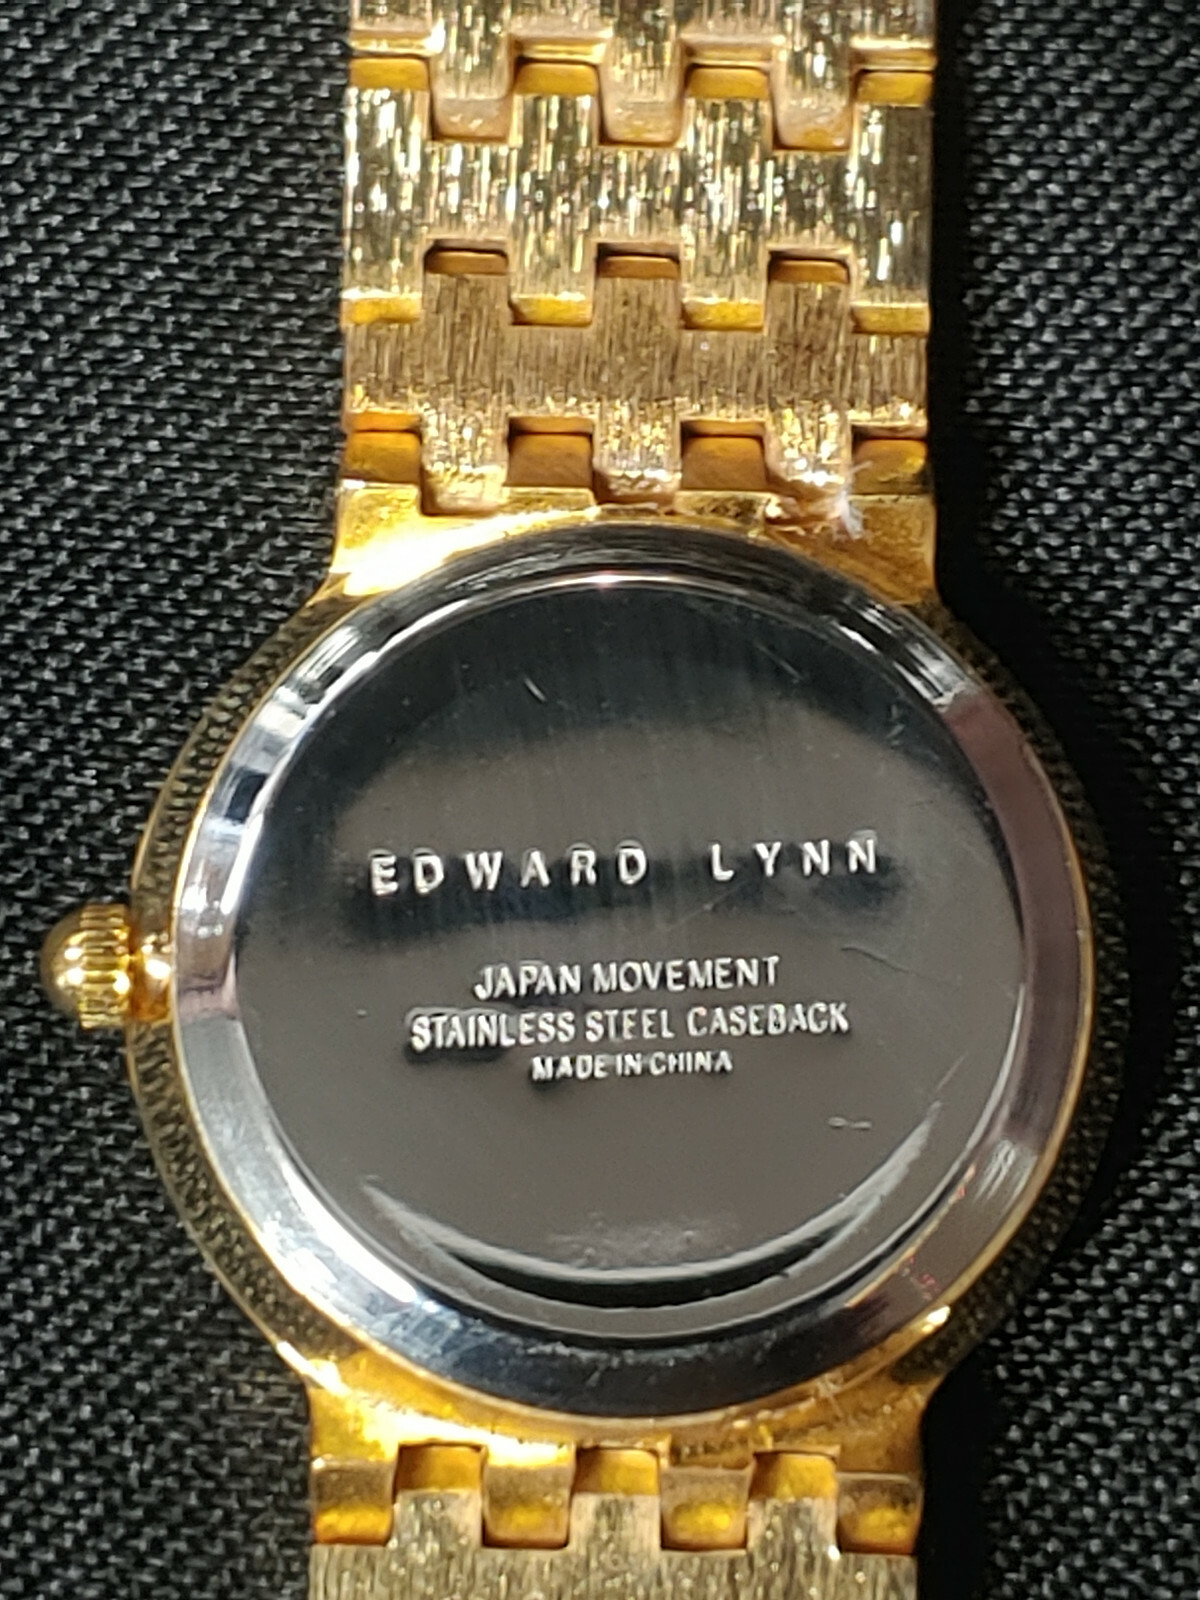 EDWARD LYNN
JAPAN MOVEMENT
STAINLESS STEEL CASEBACK
MADE IN CHINA